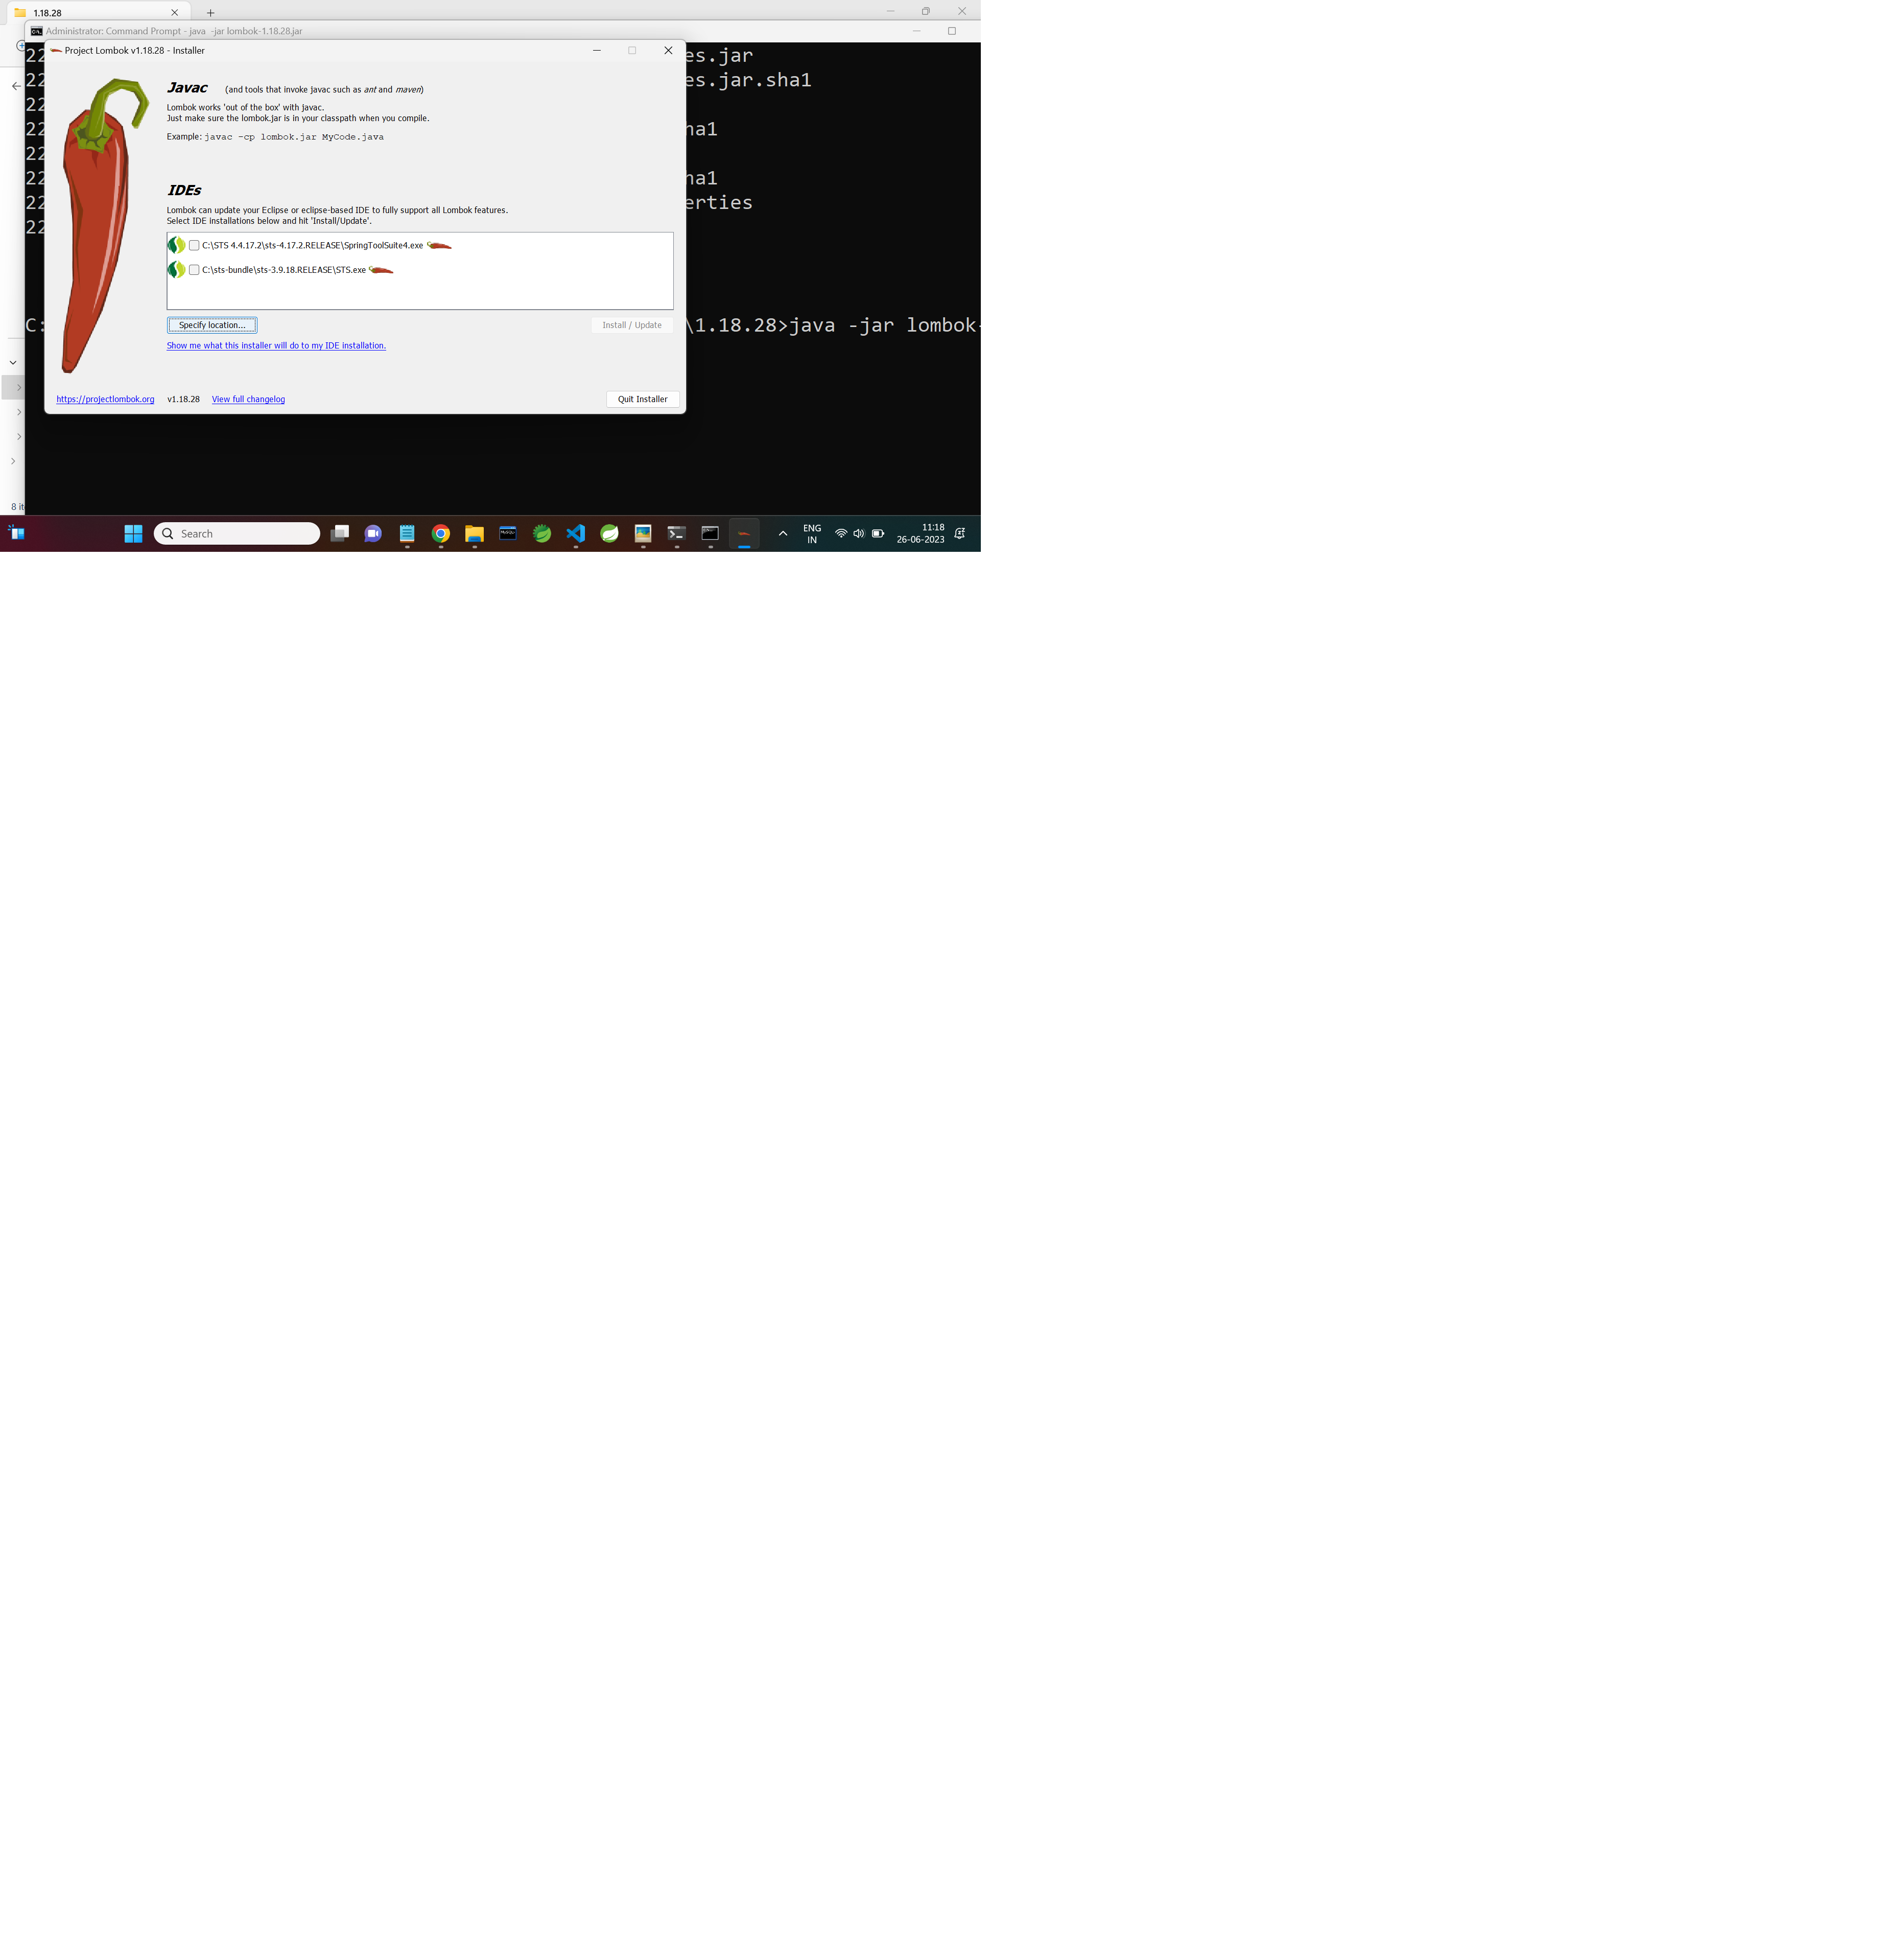 1.18.28
Administrator: Command Prompt - java -jar lombok-1.18.28.jar
Project Lombok v1.18.28 - Installer
es.jar
es.jar.sha1
22
22
22
22
22
22
22
22
ha1
ha1
erties
Javac (and tools that invoke javac such as ant and maven)
Lombok works 'out of the box' with javac.
Just make sure the lombok.jar is in your classpath when you compile.
Example: javac -cp lombok.jar MyCode.java
IDEs
Lombok can update your Eclipse or eclipse-based IDE to fully support all Lombok features.
Select IDE installations below and hit 'Install/Update'.
C:\STS 4.4.17.2\sts-4.17.2.RELEASE\SpringToolSuite4.exe
C:\sts-bundle\sts-3.9.18.RELEASE\STS.exe
Specify location...
Install / Update
C:
\1.18.28>java -jar lombok-
Show me what this installer will do to my IDE installation.
https://projectlombok.org v1.18.28 View full changelog
Quit Installer
8 it
Search
ENG
IN
11:18
26-06-2023